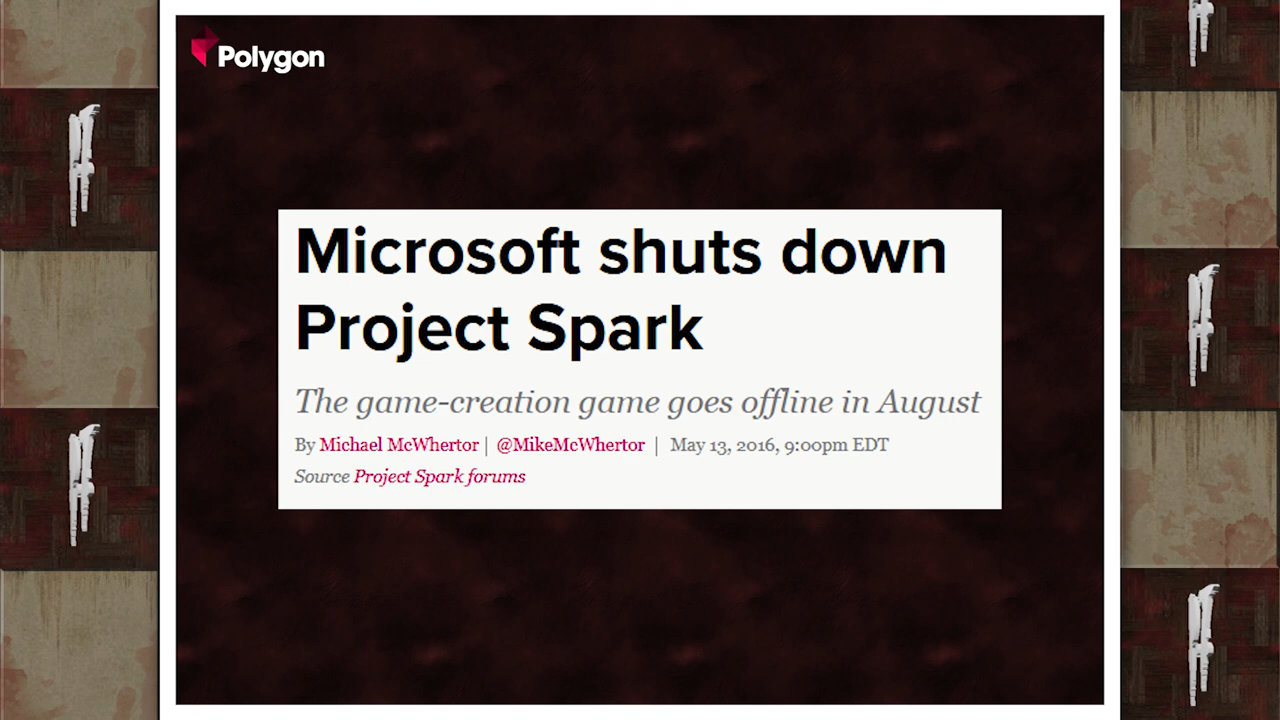 Polygon
Microsoft shuts down
Project Spark
The game-creation game goes offline in August
By Michael McWhertor | @MikeMcWhertor | May 13, 2016, 9:00pm EDT
Source Project Spark forums